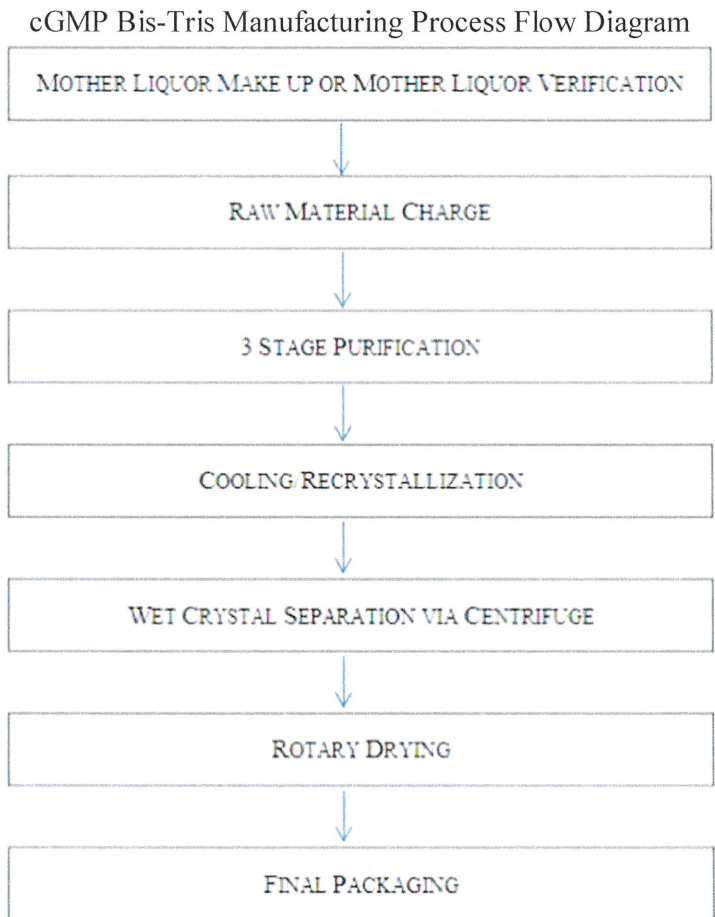 cGMP Bis-Tris Manufacturing Process Flow Diagram
MOTHER LIQUOR MAKE UP OR MOTHER LIQUOR VERIFICATION
RAW MATERIAL CHARGE
3 STAGE PURIFICATION
COOLING/RECRYSTALLIZATION
WET CRYSTAL SEPARATION VIA CENTRIFUGE
ROTARY DRYING
FINAL PACKAGING